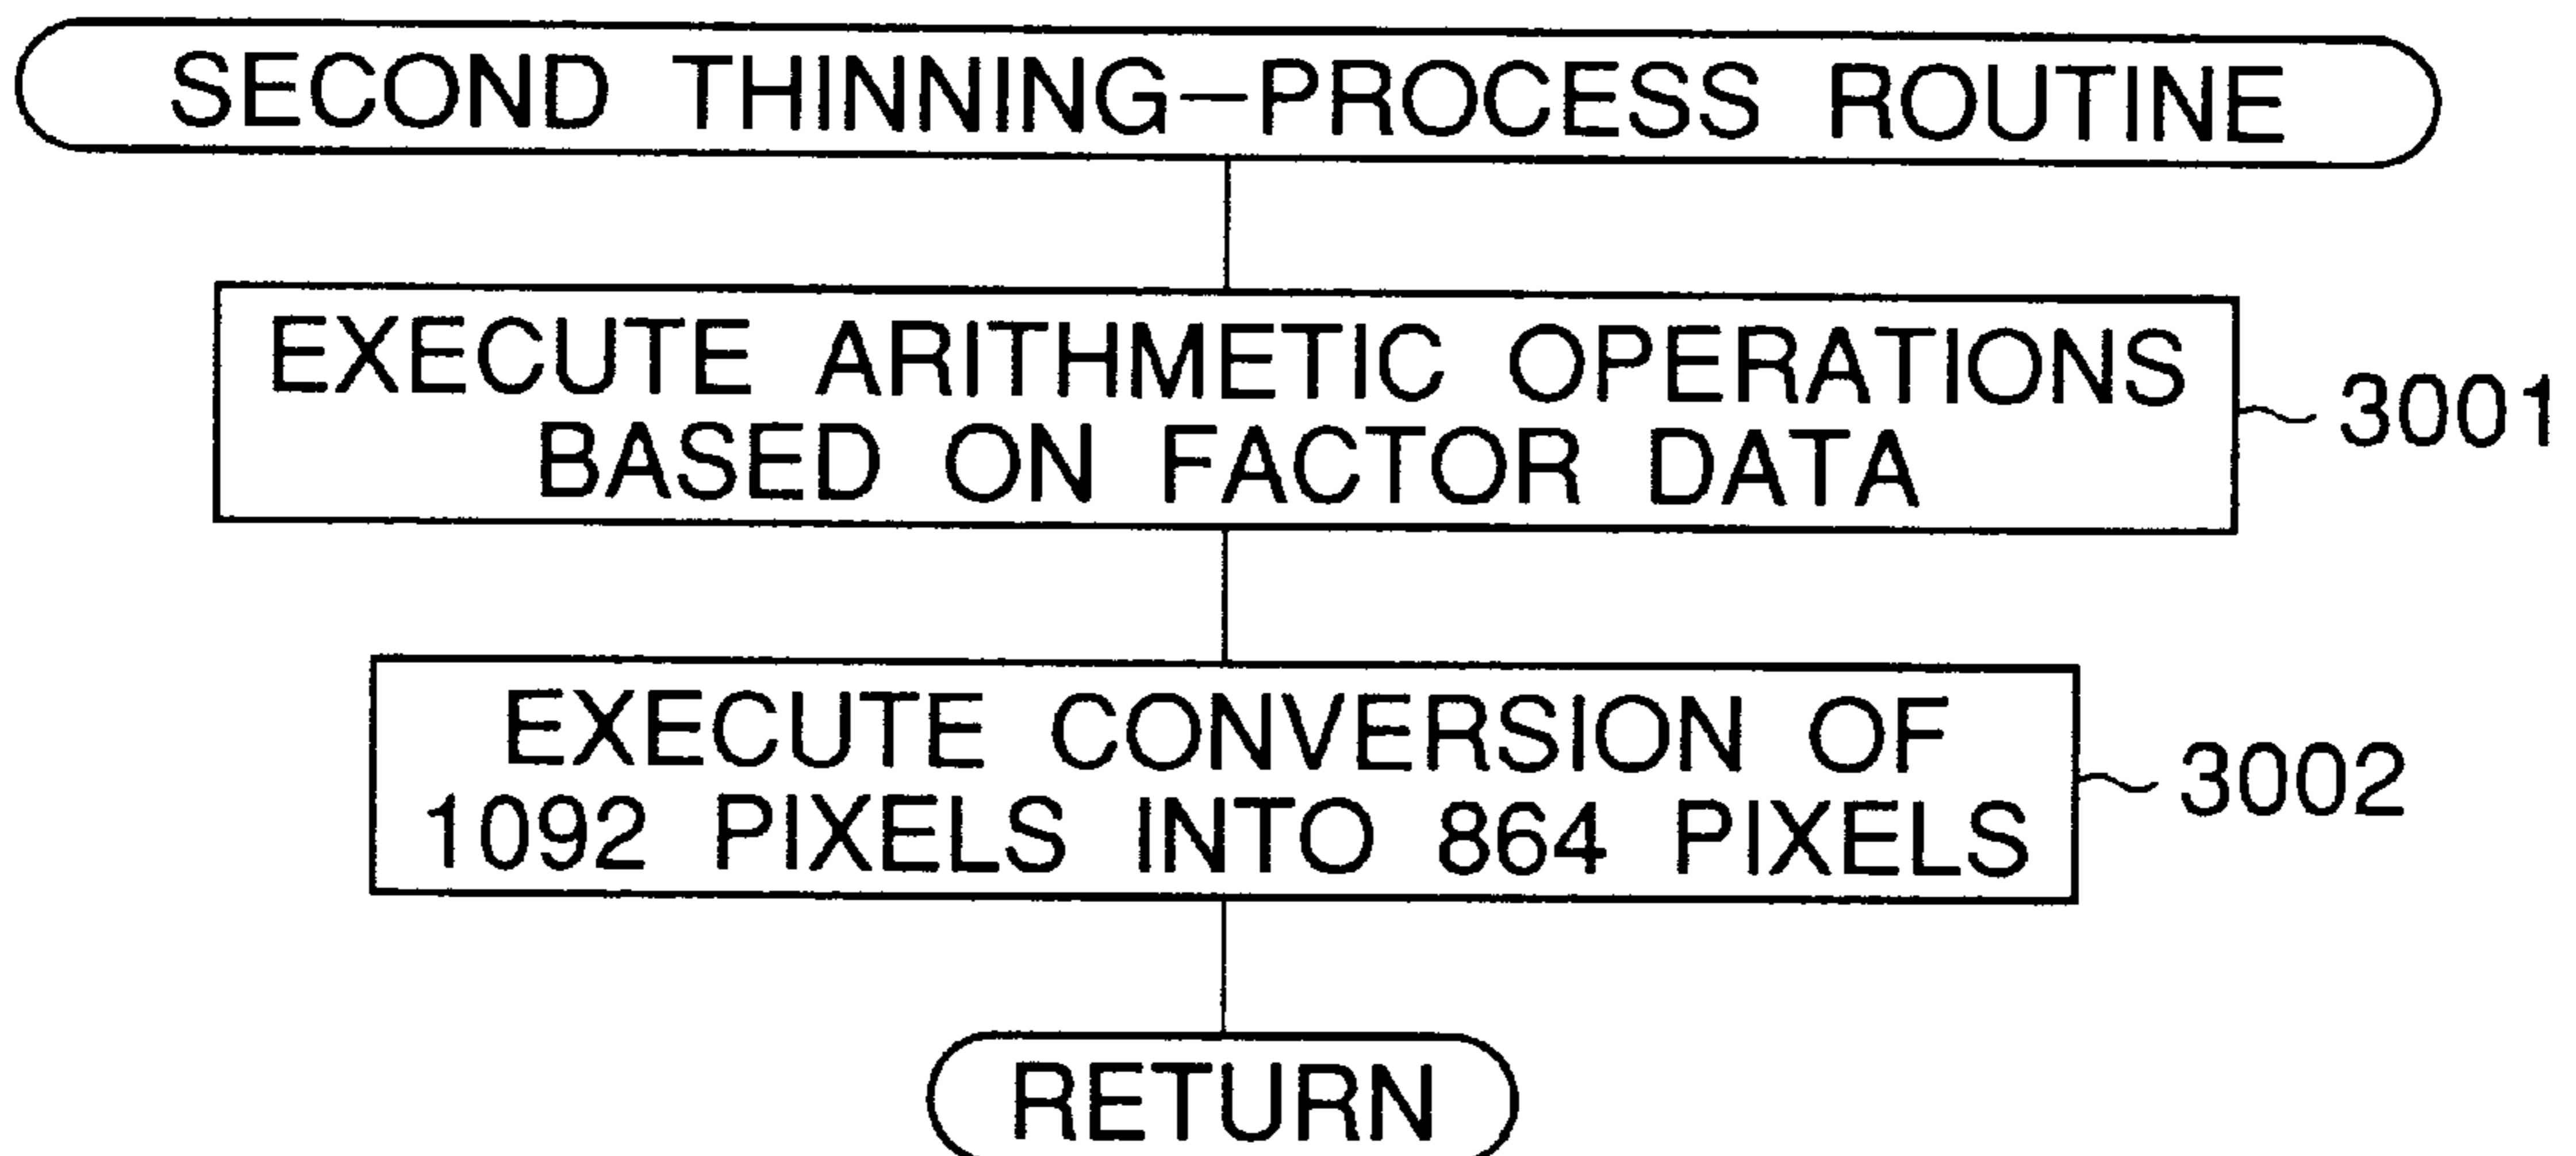 SECOND THINNING-PROCESS ROUTINE
EXECUTE ARITHMETIC OPERATIONS
BASED ON FACTOR DATA
3001
EXECUTE CONVERSION OF
1092 PIXELS INTO 864 PIXELS
3002
RETURN